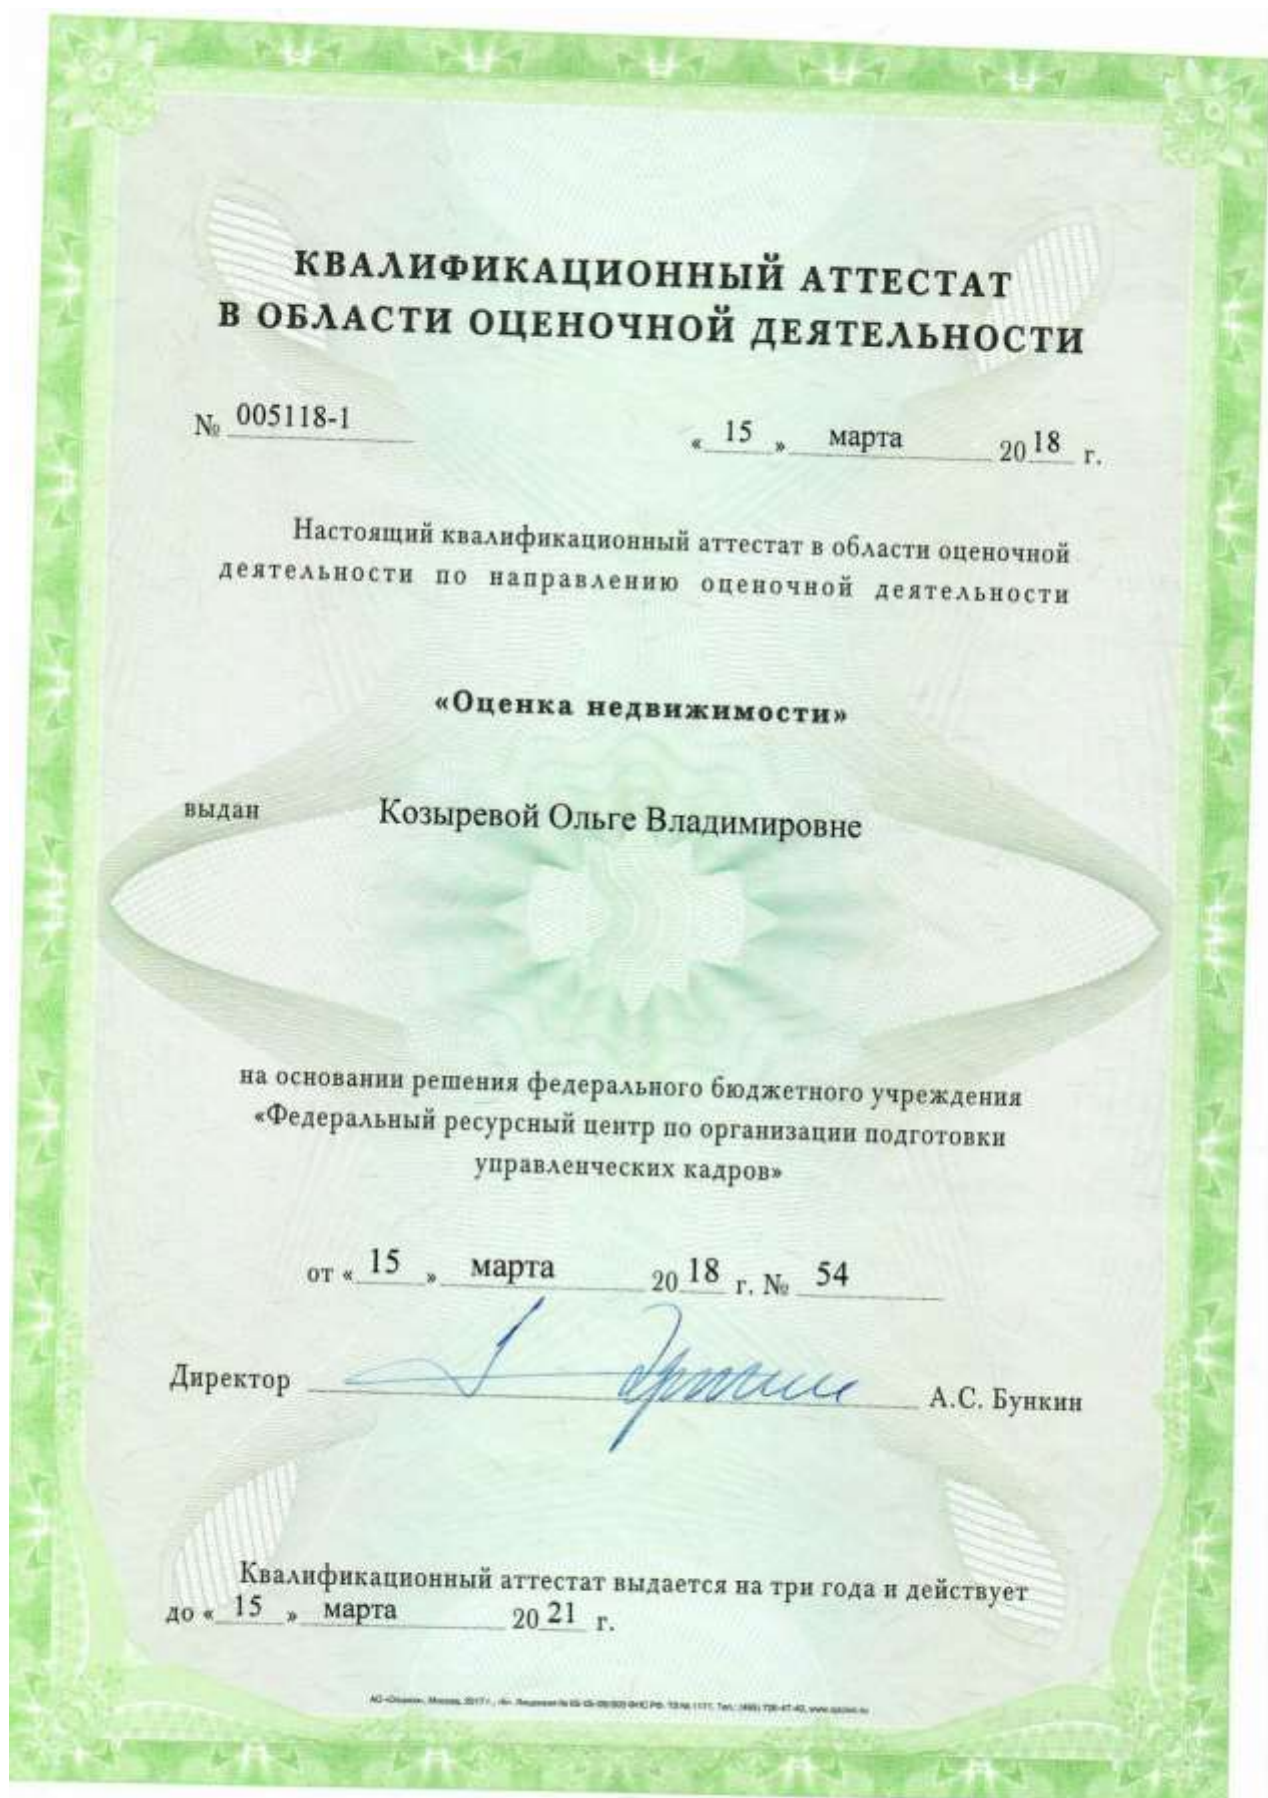 КВАЛИФИКАЦИОННЫЙ АТТЕСТАТ
В ОБЛАСТИ ОЦЕНОЧНОЙ ДЕЯТЕЛЬНОСТИ
№ 005118-1 « 15 » марта 2018 г.
Настоящий квалификационный аттестат в области оценочной
деятельности по направлению оценочной деятельности
«Оценка недвижимости»
выдан Козыревой Ольге Владимировне
на основании решения федерального бюджетного учреждения
«Федеральный ресурсный центр по организации подготовки
управленческих кадров»
от « 15 » марта 2018 г. № 54
Директор А.С. Бункин
Квалификационный аттестат выдается на три года и действует
до « 15 » марта 2021 г.
Москва, 2017 г.